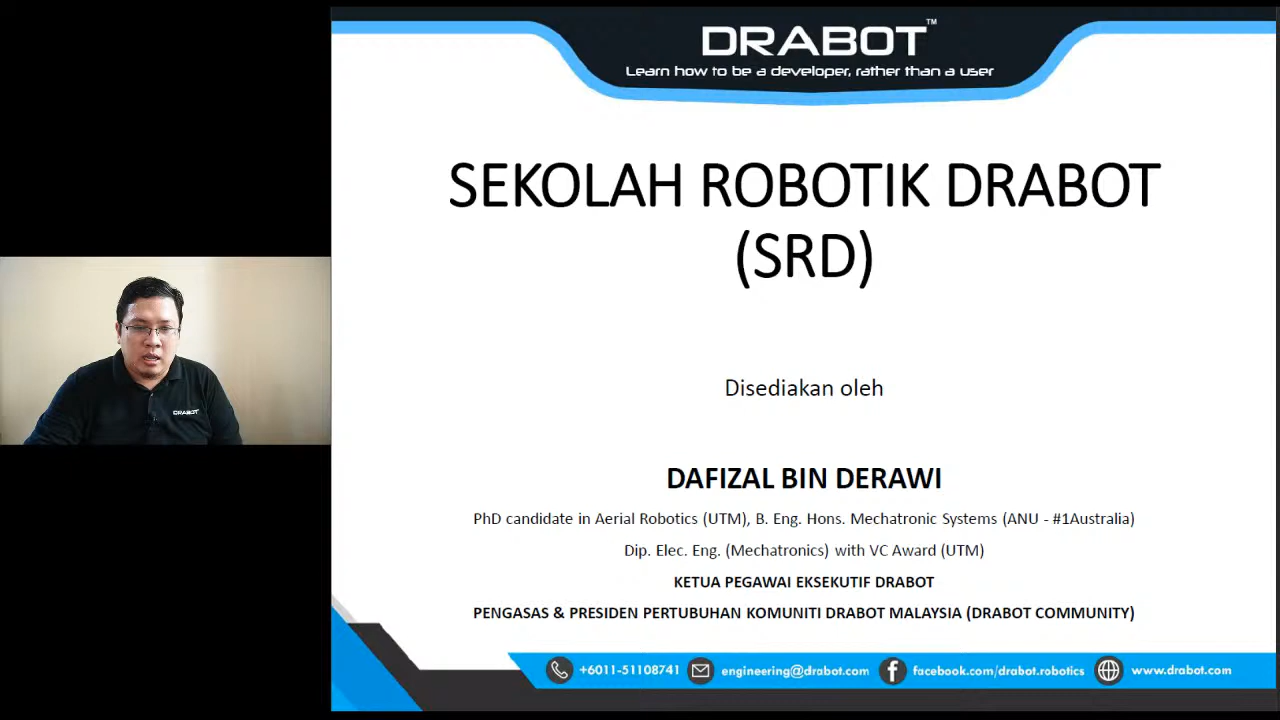 DRABOT™
Learn how to be a developer, rather than a user
SEKOLAH ROBOTIK DRABOT
(SRD)
Disediakan oleh
DRABOT
DAFIZAL BIN DERAWI
PhD candidate in Aerial Robotics (UTM), B. Eng. Hons. Mechatronic Systems (ANU - #1Australia)
Dip. Elec. Eng. (Mechatronics) with VC Award (UTM)
KETUA PEGAWAI EKSEKUTIF DRABOT
PENGASAS & PRESIDEN PERTUBUHAN KOMUNITI DRABOT MALAYSIA (DRABOT COMMUNITY)
+6011-51108741 engineering@drabot.com facebook.com/drabot.robotics www.drabot.com